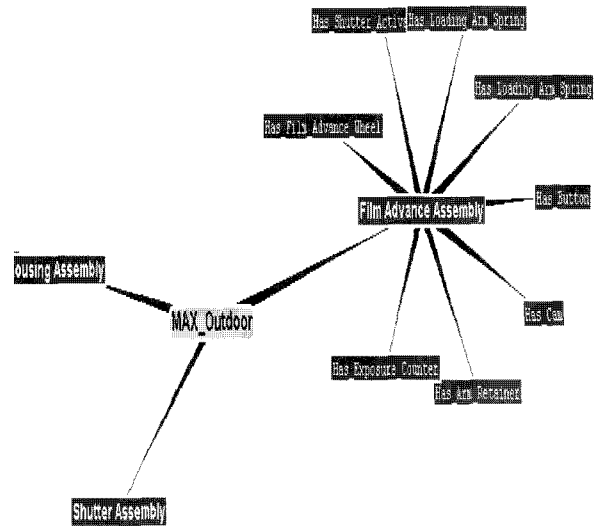 Has Shutter Activ
Has Loading Arm Spring
Has Loading Arm Spring
Has Film Advance Wheel
Has Button
Film Advance Assembly
ousing Assembly
MAX_Outdoor
Has Cam
Has Exposure Counter
Has Arm Retainer
Shutter Assembly